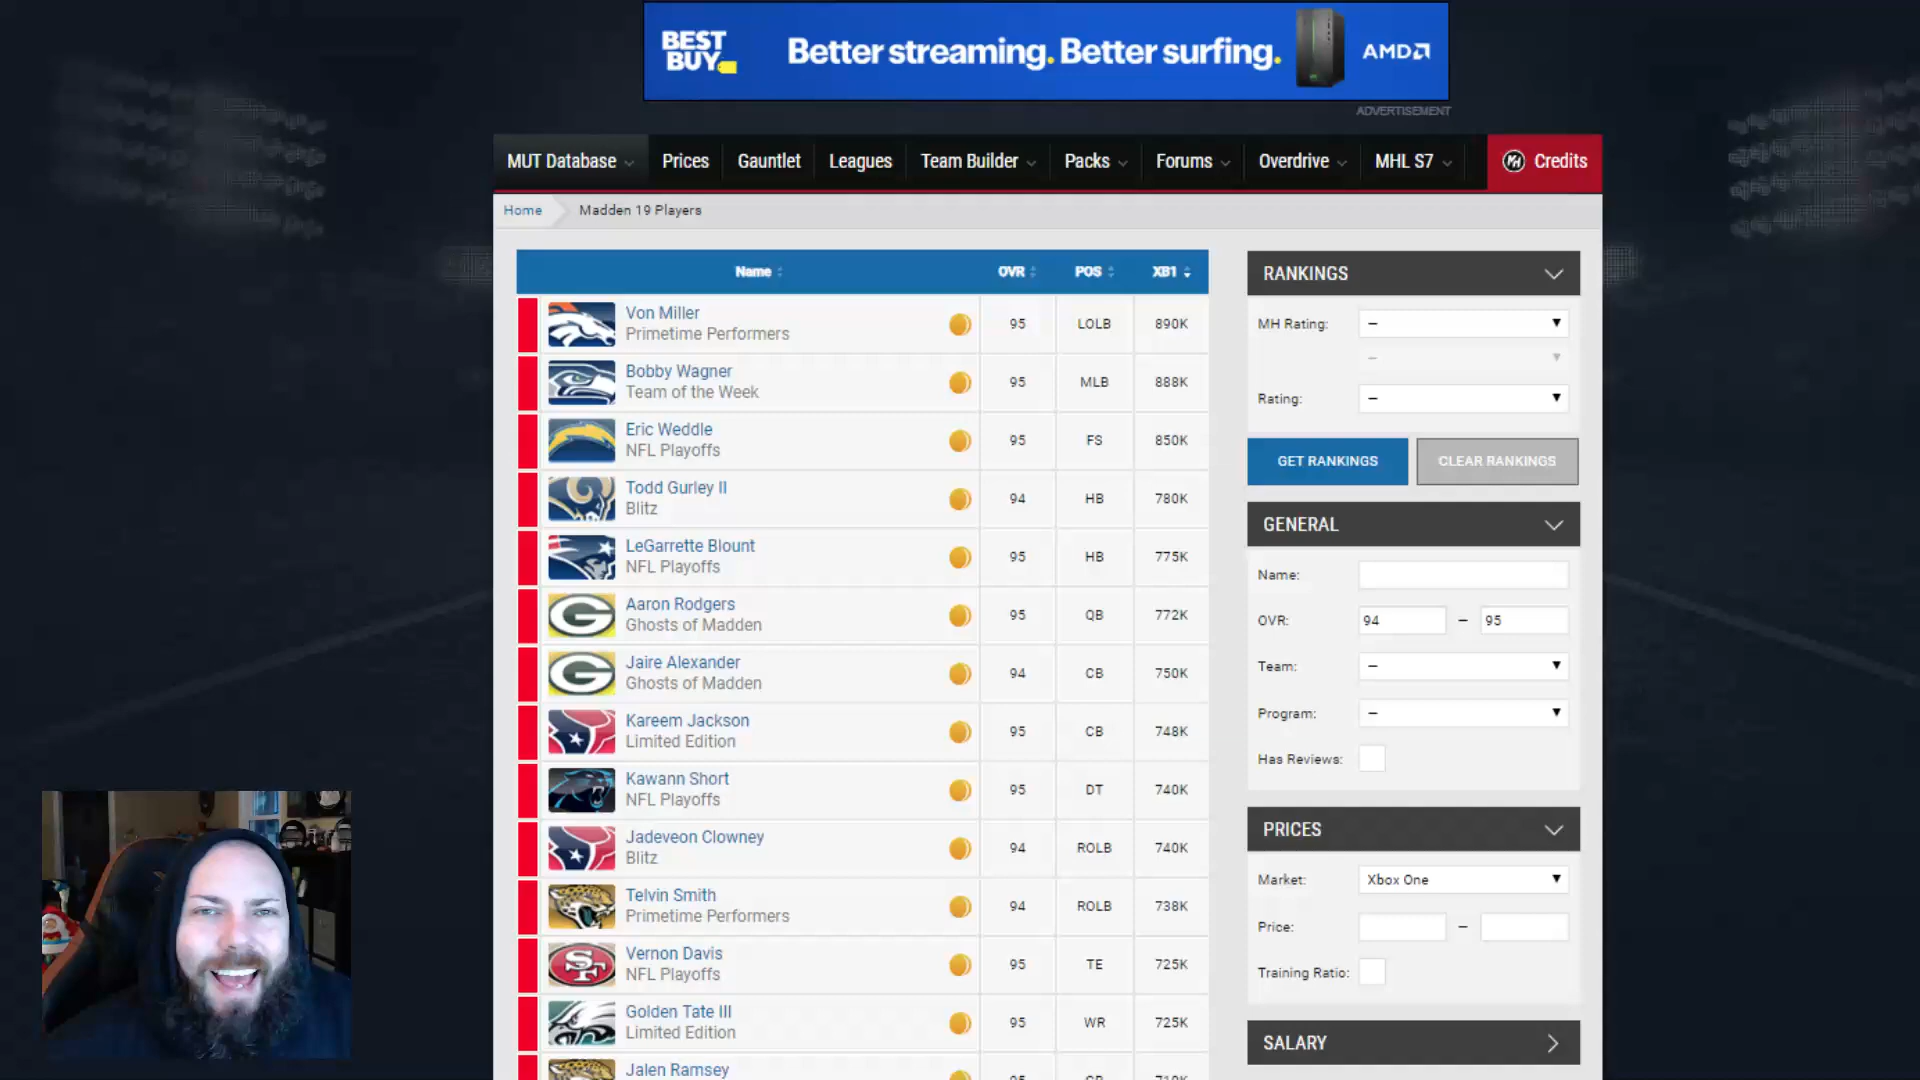 BEST
BUY
Better streaming. Better surfing.
AMD
ADVERTISEMENT
MUT Database Prices Gauntlet Leagues Team Builder Packs Forums Overdrive MHL S7 Credits
Home Madden 19 Players
Name OVR POS XB1
Von Miller
Primetime Performers
95 LOLB 890K
Bobby Wagner
Team of the Week
95 MLB 888K
Eric Weddle
NFL Playoffs
95 FS 850K
Todd Gurley II
Blitz
94 HB 780K
LeGarrette Blount
NFL Playoffs
95 HB 775K
Aaron Rodgers
Ghosts of Madden
95 QB 772K
Jaire Alexander
Ghosts of Madden
94 CB 750K
Kareem Jackson
Limited Edition
95 CB 748K
Kawann Short
NFL Playoffs
95 DT 740K
Jadeveon Clowney
Blitz
94 ROLB 740K
Telvin Smith
Primetime Performers
94 ROLB 738K
Vernon Davis
NFL Playoffs
95 TE 725K
Golden Tate III
Limited Edition
95 WR 725K
Jalen Ramsey
RANKINGS
MH Rating: –
–
Rating: –
GET RANKINGS CLEAR RANKINGS
GENERAL
Name:
OVR: 94 – 95
Team: –
Program: –
Has Reviews:
PRICES
Market: Xbox One
Price: –
Training Ratio:
SALARY